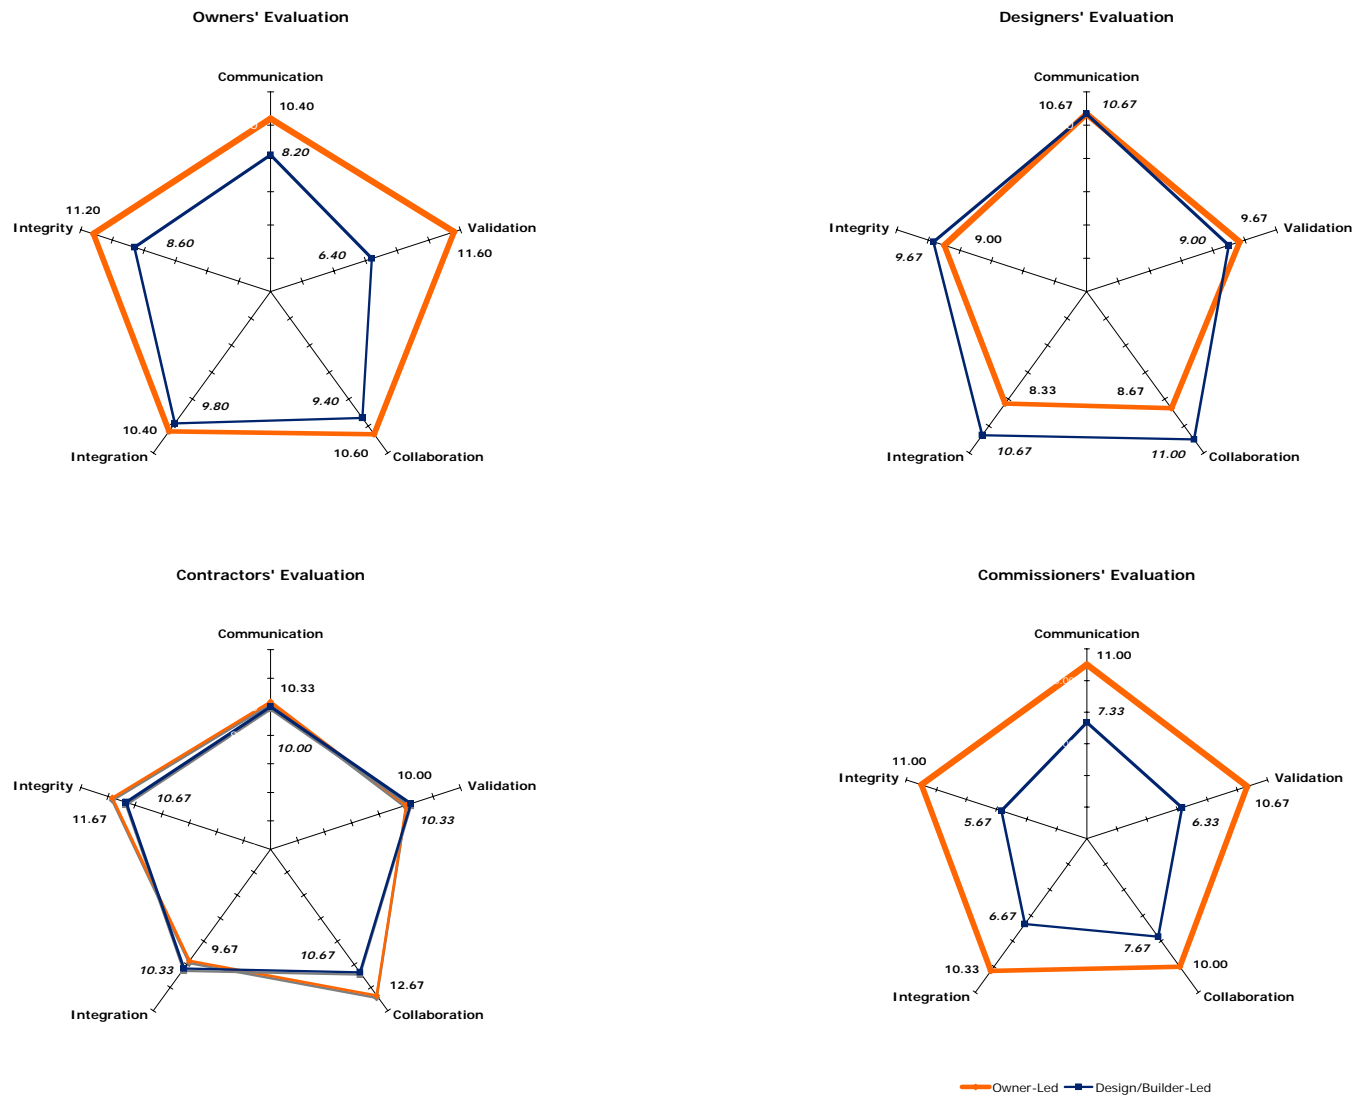 Owners' Evaluation
Communication
10.40
8.20
11.20
Integrity
8.60
6.40
Validation
11.60
9.80
9.40
10.40
10.60
Integration
Collaboration
Designers' Evaluation
Communication
10.67
10.67
Integrity
9.67
9.00
9.00
9.67
Validation
8.33
8.67
10.67
11.00
Integration
Collaboration
Contractors' Evaluation
Communication
10.33
10.00
Integrity
10.67
11.67
10.00
Validation
10.33
9.67
10.67
10.33
12.67
Integration
Collaboration
Commissioners' Evaluation
Communication
11.00
7.33
11.00
Integrity
5.67
6.33
Validation
10.67
6.67
7.67
10.33
10.00
Integration
Collaboration
Owner-Led
Design/Builder-Led